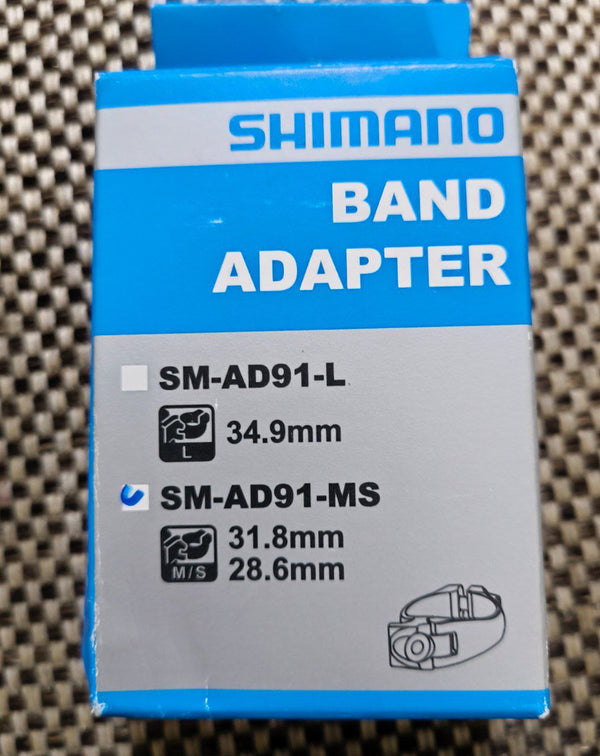 SHIMANO
BAND
ADAPTER
SM-AD91-L
L
34.9mm
SM-AD91-MS
M/S
31.8mm
28.6mm